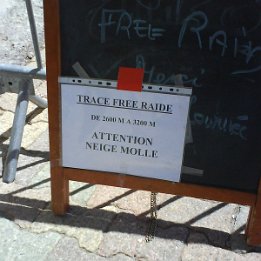 FREE RAID
TRACE FREE RAIDE
DE 2600 M A 3200 M
ATTENTION
NEIGE MOLLE